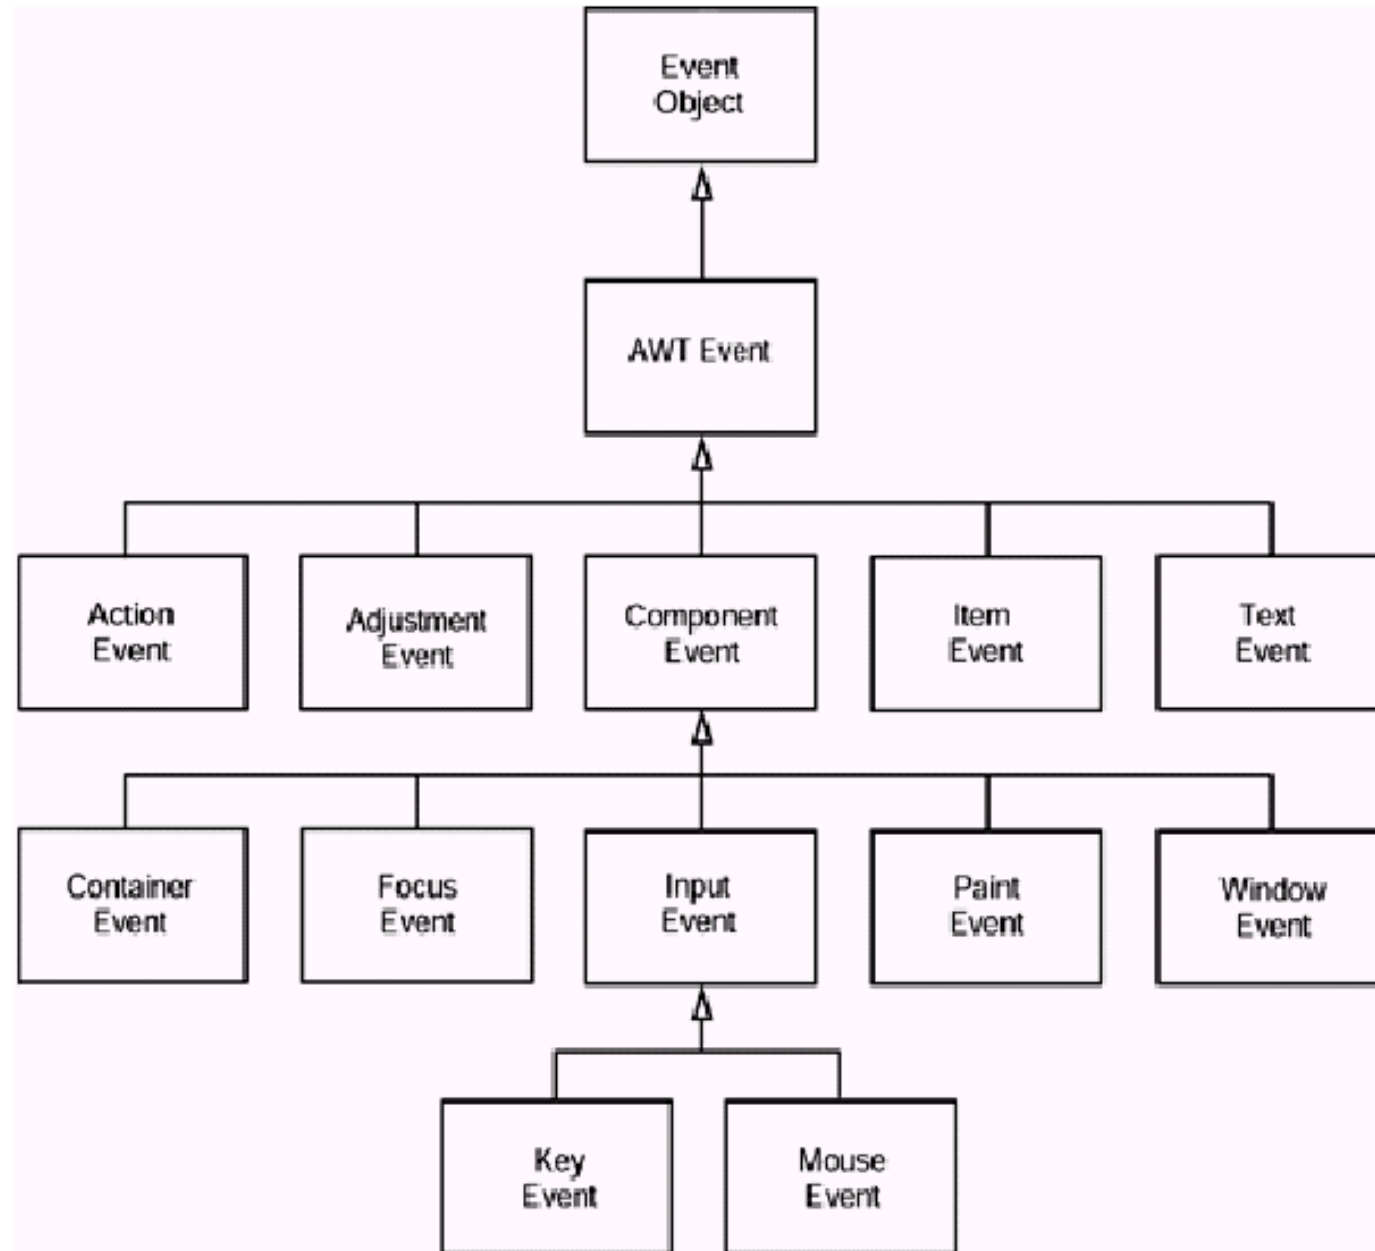 Event
Object
AWT Event
Action
Event
Adjustment
Event
Component
Event
Item
Event
Text
Event
Container
Event
Focus
Event
Input
Event
Paint
Event
Window
Event
Key
Event
Mouse
Event